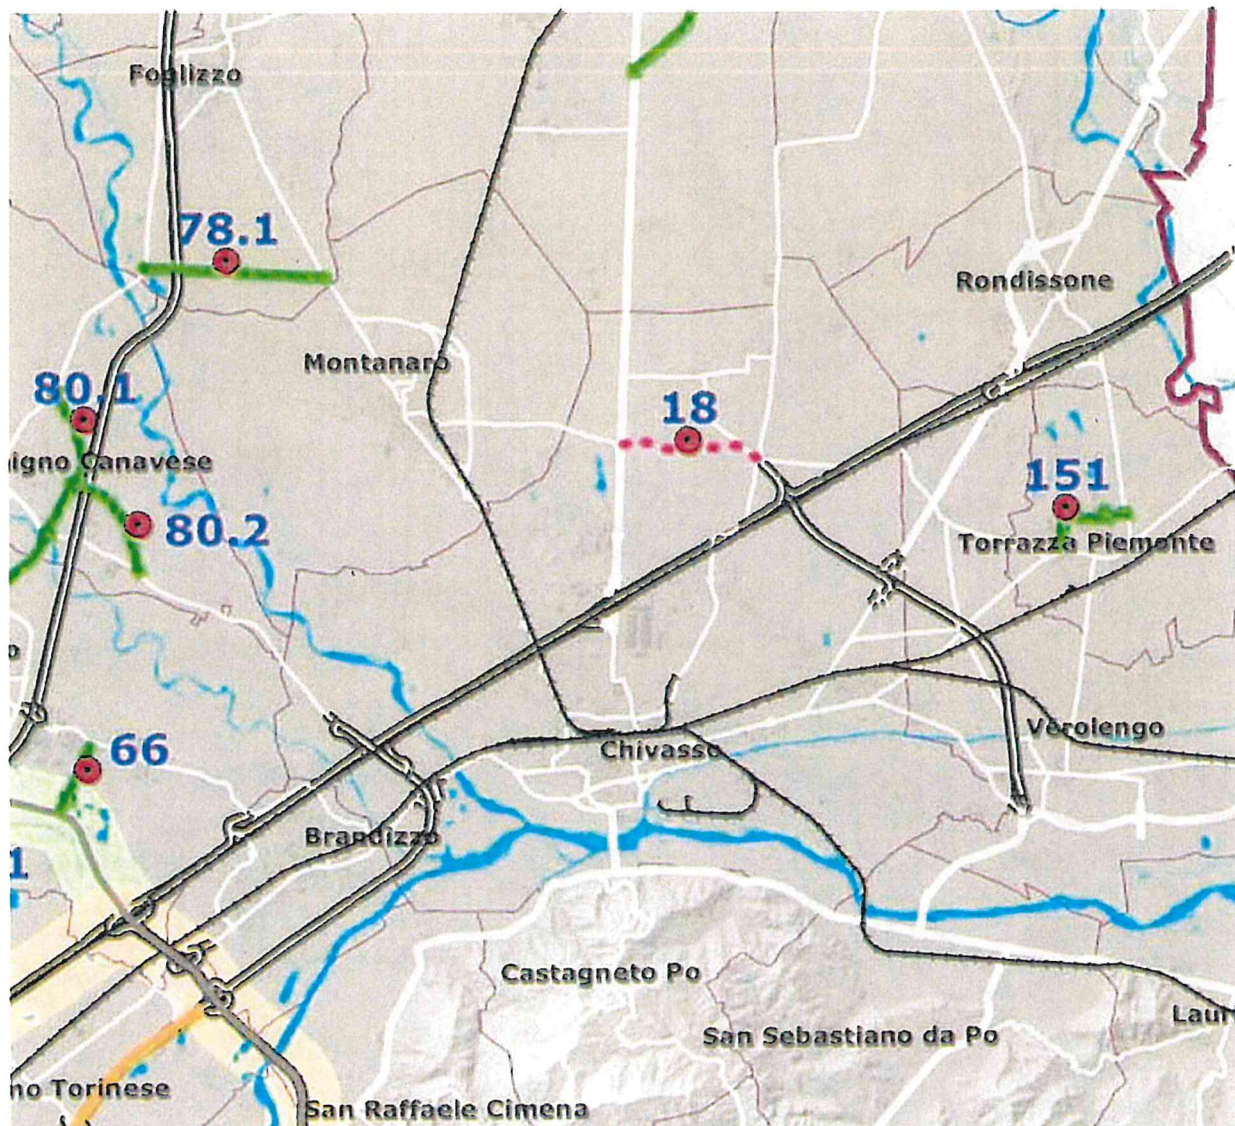 Foglizzo
78.1
Rondissone
Montanaro
80.1
18
igno Canavese
151
80.2
Torrazza Piemonte
o
66
Verolengo
Chivasso
Brandizzo
1
Castagneto Po
Laur
San Sebastiano da Po
no Torinese
San Raffaele Cimena